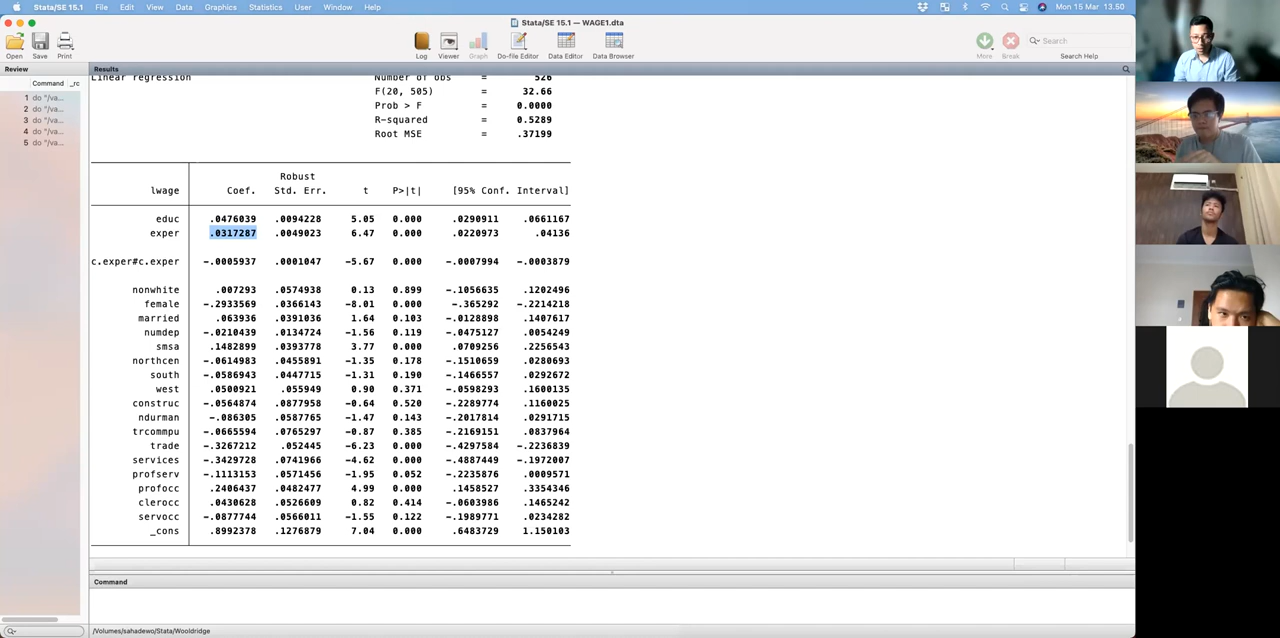 Stata/SE 15.1 File Edit View Data Graphics Statistics User Window Help Mon 15 Mar 13.50
Stata/SE 15.1 — WAGE1.dta
Open Save Print Log Viewer Graph Do-file Editor Data Editor Data Browser More Break Search Help
Search
Review Results
Command _rc
1 do "/va...
2 do "/va...
3 do "/va...
4 do "/va...
5 do "/va...
Linear regression Number of obs = 526
F(20, 505) = 32.66
Prob > F = 0.0000
R-squared = 0.5289
Root MSE = .37199
Robust
lwage Coef. Std. Err. t P>|t| [95% Conf. Interval]
educ .0476039 .0094228 5.05 0.000 .0290911 .0661167
exper .0317287 .0049023 6.47 0.000 .0220973 .04136
c.exper#c.exper -.0005937 .0001047 -5.67 0.000 -.0007994 -.0003879
nonwhite .007293 .0574938 0.13 0.899 -.1056635 .1202496
female -.2933569 .0366143 -8.01 0.000 -.365292 -.2214218
married .063936 .0391036 1.64 0.103 -.0128898 .1407617
numdep -.0210439 .0134724 -1.56 0.119 -.0475127 .0054249
smsa .1482899 .0393778 3.77 0.000 .0709256 .2256543
northcen -.0614983 .0455891 -1.35 0.178 -.1510659 .0280693
south -.0586943 .0447715 -1.31 0.190 -.1466557 .0292672
west .0500921 .055949 0.90 0.371 -.0598293 .1600135
construc -.0564874 .0877958 -0.64 0.520 -.2289774 .1160025
ndurman -.086305 .0587765 -1.47 0.143 -.2017814 .0291715
trcommpu -.0665594 .0765297 -0.87 0.385 -.2169151 .0837964
trade -.3267212 .052445 -6.23 0.000 -.4297584 -.2236839
services -.3429728 .0741966 -4.62 0.000 -.4887449 -.1972007
profserv -.1113153 .0571456 -1.95 0.052 -.2235876 .0009571
profocc .2406437 .0482477 4.99 0.000 .1458527 .3354346
clerocc .0430628 .0526609 0.82 0.414 -.0603986 .1465242
servocc -.0877744 .0566011 -1.55 0.122 -.1989771 .0234282
_cons .8992378 .1276879 7.04 0.000 .6483729 1.150103
Command
/Volumes/sahadewo/Stata/Wooldridge